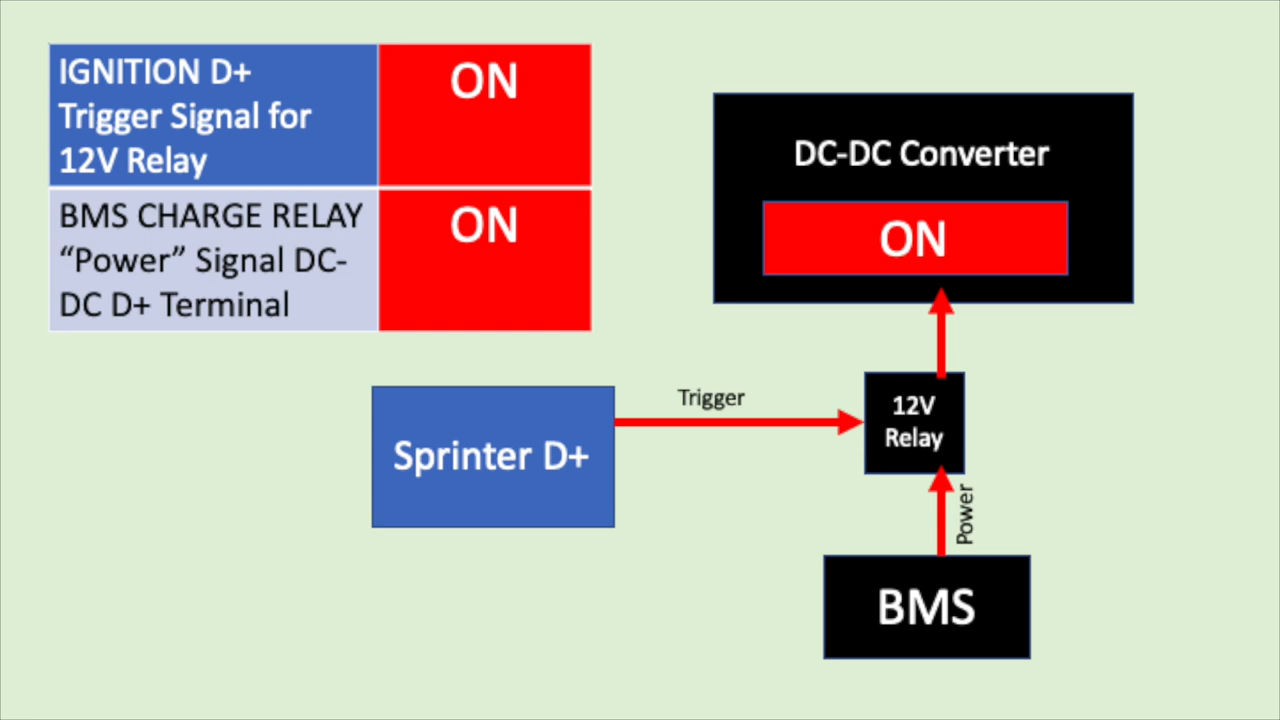 IGNITION D+
Trigger Signal for
12V Relay
ON
BMS CHARGE RELAY
“Power” Signal DC-
DC D+ Terminal
ON
DC-DC Converter
ON
Trigger
12V
Relay
Sprinter D+
Power
BMS